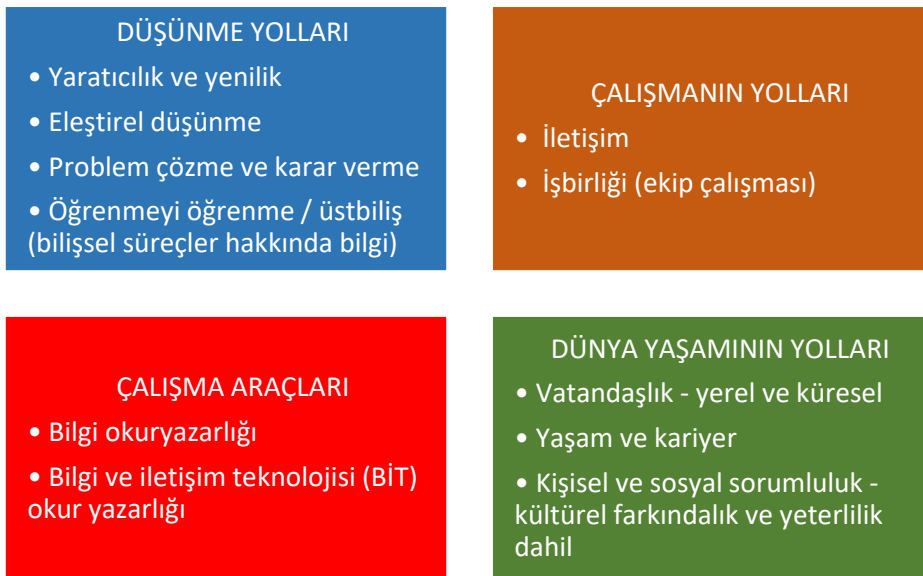 DÜŞÜNME YOLLARI
• Yaratıcılık ve yenilik
• Eleştirel düşünme
• Problem çözme ve karar verme
• Öğrenmeyi öğrenme / üstbiliş
(bilişsel süreçler hakkında bilgi)
ÇALIŞMANIN YOLLARI
• İletişim
• İşbirliği (ekip çalışması)
ÇALIŞMA ARAÇLARI
• Bilgi okuryazarlığı
• Bilgi ve iletişim teknolojisi (BİT)
okur yazarlığı
DÜNYA YAŞAMININ YOLLARI
• Vatandaşlık - yerel ve küresel
• Yaşam ve kariyer
• Kişisel ve sosyal sorumluluk -
kültürel farkındalık ve yeterlilik
dahil